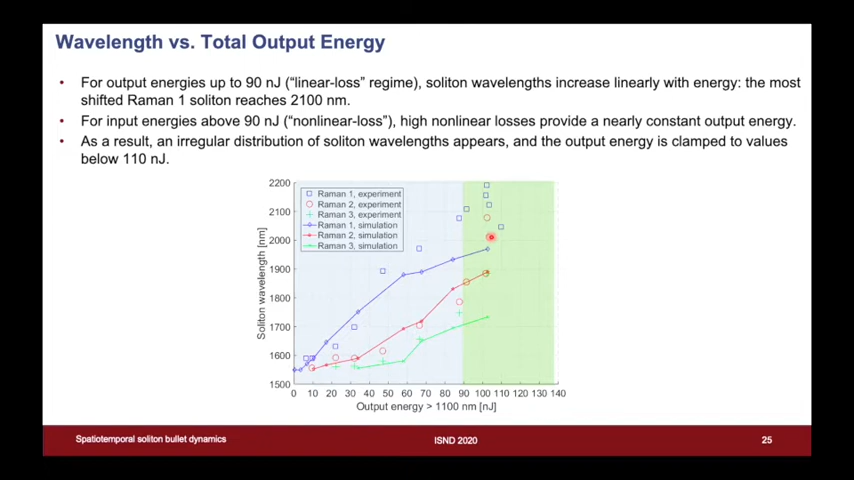 Wavelength vs. Total Output Energy
• For output energies up to 90 nJ (“linear-loss” regime), soliton wavelengths increase linearly with energy: the most
shifted Raman 1 soliton reaches 2100 nm.
• For input energies above 90 nJ (“nonlinear-loss”), high nonlinear losses provide a nearly constant output energy.
• As a result, an irregular distribution of soliton wavelengths appears, and the output energy is clamped to values
below 110 nJ.
Raman 1, experiment
Raman 2, experiment
Raman 3, experiment
Raman 1, simulation
Raman 2, simulation
Raman 3, simulation
Soliton wavelength [nm]
2200
2100
2000
1900
1800
1700
1600
1500
0 10 20 30 40 50 60 70 80 90 100 110 120 130 140
Output energy > 1100 nm [nJ]
Spatiotemporal soliton bullet dynamics
ISND 2020
25